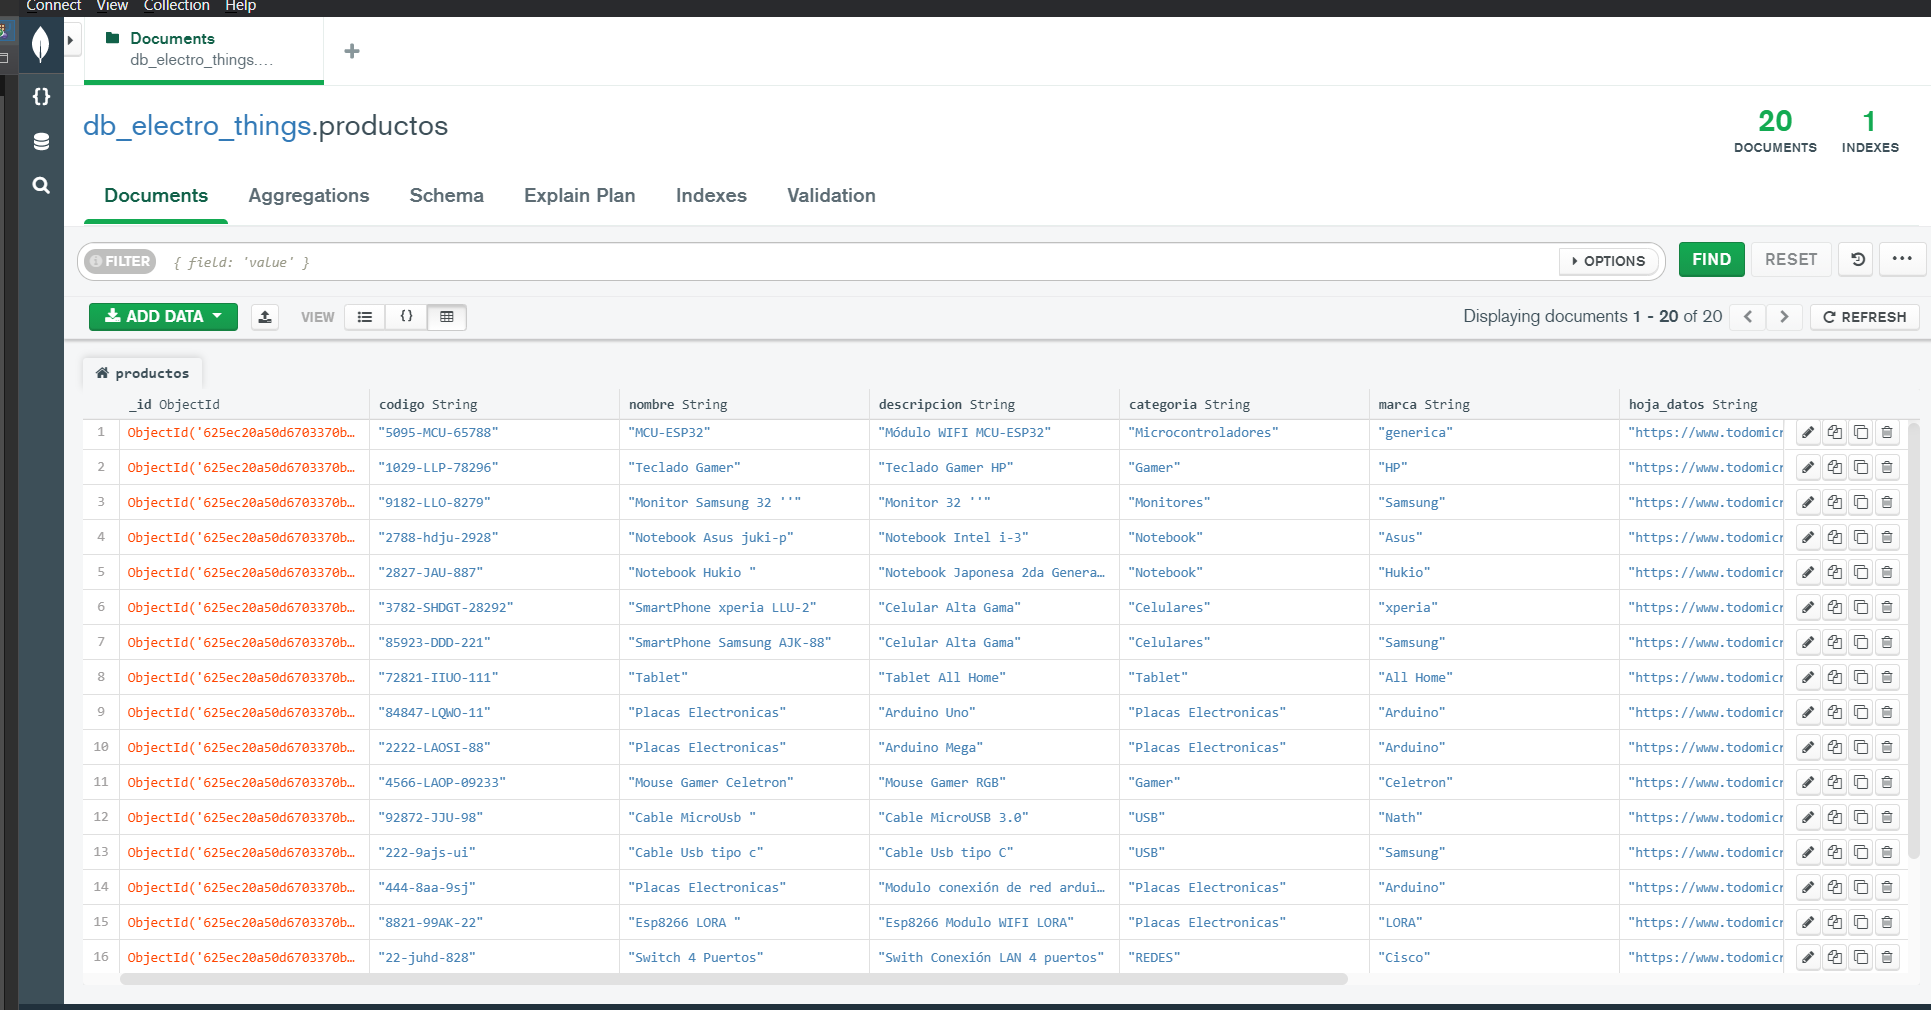 Connect View Collection Help
Documents
db_electro_things....
db_electro_things.productos
20
DOCUMENTS
1
INDEXES
Documents Aggregations Schema Explain Plan Indexes Validation
FILTER { field: 'value' } OPTIONS FIND RESET
ADD DATA VIEW Displaying documents 1 - 20 of 20 REFRESH
productos
_id ObjectId codigo String nombre String descripcion String categoria String marca String hoja_datos String
1 ObjectId('625ec20a50d6703370b… "5095-MCU-65788" "MCU-ESP32" "Módulo WIFI MCU-ESP32" "Microcontroladores" "generica" "https://www.todomicr
2 ObjectId('625ec20a50d6703370b… "1029-LLP-78296" "Teclado Gamer" "Teclado Gamer HP" "Gamer" "HP" "https://www.todomicr
3 ObjectId('625ec20a50d6703370b… "9182-LLO-8279" "Monitor Samsung 32 ''" "Monitor 32 ''" "Monitores" "Samsung" "https://www.todomicr
4 ObjectId('625ec20a50d6703370b… "2788-hdju-2928" "Notebook Asus juki-p" "Notebook Intel i-3" "Notebook" "Asus" "https://www.todomicr
5 ObjectId('625ec20a50d6703370b… "2827-JAU-887" "Notebook Hukio " "Notebook Japonesa 2da Genera… "Notebook" "Hukio" "https://www.todomicr
6 ObjectId('625ec20a50d6703370b… "3782-SHDGT-28292" "SmartPhone xperia LLU-2" "Celular Alta Gama" "Celulares" "xperia" "https://www.todomicr
7 ObjectId('625ec20a50d6703370b… "85923-DDD-221" "SmartPhone Samsung AJK-88" "Celular Alta Gama" "Celulares" "Samsung" "https://www.todomicr
8 ObjectId('625ec20a50d6703370b… "72821-IIUO-111" "Tablet" "Tablet All Home" "Tablet" "All Home" "https://www.todomicr
9 ObjectId('625ec20a50d6703370b… "84847-LQWO-11" "Placas Electronicas" "Arduino Uno" "Placas Electronicas" "Arduino" "https://www.todomicr
10 ObjectId('625ec20a50d6703370b… "2222-LAOSI-88" "Placas Electronicas" "Arduino Mega" "Placas Electronicas" "Arduino" "https://www.todomicr
11 ObjectId('625ec20a50d6703370b… "4566-LAOP-09233" "Mouse Gamer Celetron" "Mouse Gamer RGB" "Gamer" "Celetron" "https://www.todomicr
12 ObjectId('625ec20a50d6703370b… "92872-JJU-98" "Cable MicroUsb " "Cable MicroUSB 3.0" "USB" "Nath" "https://www.todomicr
13 ObjectId('625ec20a50d6703370b… "222-9ajs-ui" "Cable Usb tipo c" "Cable Usb tipo C" "USB" "Samsung" "https://www.todomicr
14 ObjectId('625ec20a50d6703370b… "444-8aa-9sj" "Placas Electronicas" "Modulo conexión de red ardui… "Placas Electronicas" "Arduino" "https://www.todomicr
15 ObjectId('625ec20a50d6703370b… "8821-99AK-22" "Esp8266 LORA " "Esp8266 Modulo WIFI LORA" "Placas Electronicas" "LORA" "https://www.todomicr
16 ObjectId('625ec20a50d6703370b… "22-juhd-828" "Switch 4 Puertos" "Swith Conexión LAN 4 puertos" "REDES" "Cisco" "https://www.todomicr